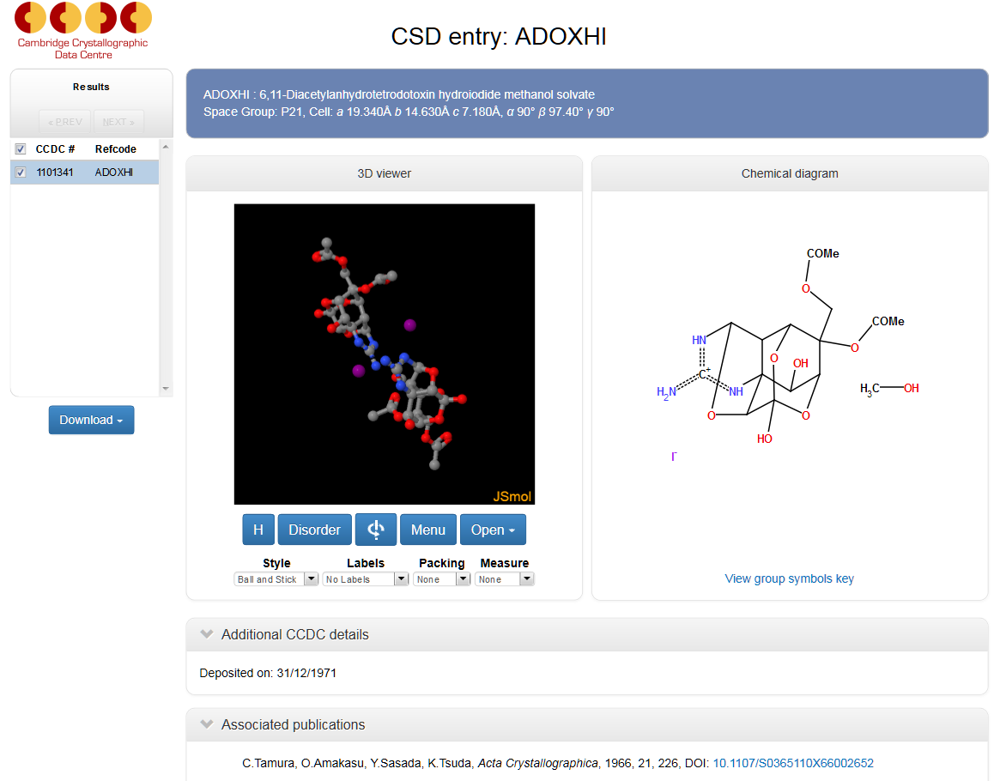 Cambridge Crystallographic
Data Centre
CSD entry: ADOXHI
Results
« PREV NEXT »
CCDC # Refcode
1101341 ADOXHI
Download
ADOXHI : 6,11-Diacetylanhydrotetrodotoxin hydroiodide methanol solvate
Space Group: P21, Cell: a 19.340Å b 14.630Å c 7.180Å, α 90° β 97.40° γ 90°
3D viewer
JSmol
H Disorder Menu Open
Style Labels Packing Measure
Ball and Stick No Labels None None
Chemical diagram
COMe
O
COMe
HN
O
O
OH
C+
H3C OH
H2N
NH
O
O
HO
I-
View group symbols key
Additional CCDC details
Deposited on: 31/12/1971
Associated publications
C.Tamura, O.Amakasu, Y.Sasada, K.Tsuda, Acta Crystallographica, 1966, 21, 226, DOI: 10.1107/S0365110X66002652